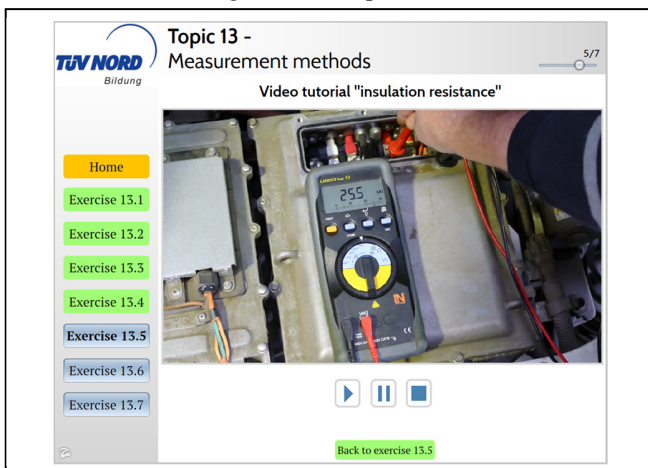 Topic 13 -
Measurement methods
5/7
TÜV NORD
Bildung
Video tutorial "insulation resistance"
Home
Exercise 13.1
Exercise 13.2
Exercise 13.3
Exercise 13.4
Exercise 13.5
Exercise 13.6
Exercise 13.7
25.5
Back to exercise 13.5